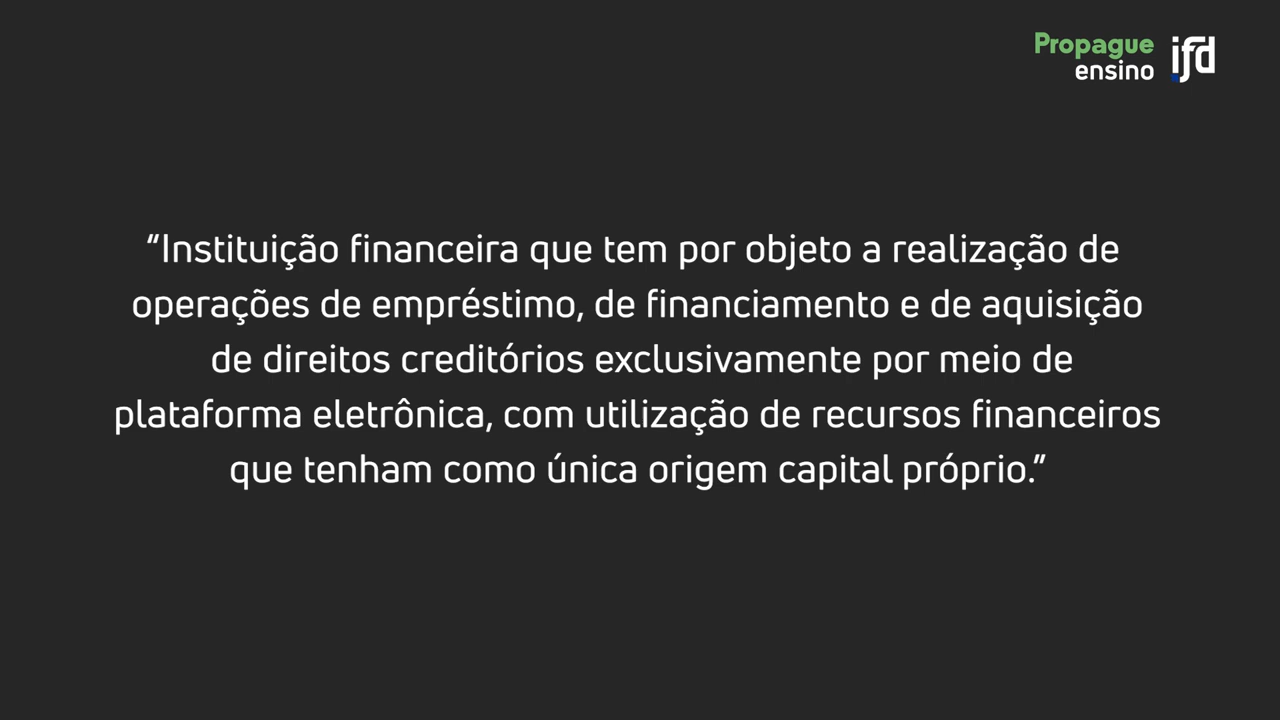 Propague
ensino
ifd
“Instituição financeira que tem por objeto a realização de
operações de empréstimo, de financiamento e de aquisição
de direitos creditórios exclusivamente por meio de
plataforma eletrônica, com utilização de recursos financeiros
que tenham como única origem capital próprio.”